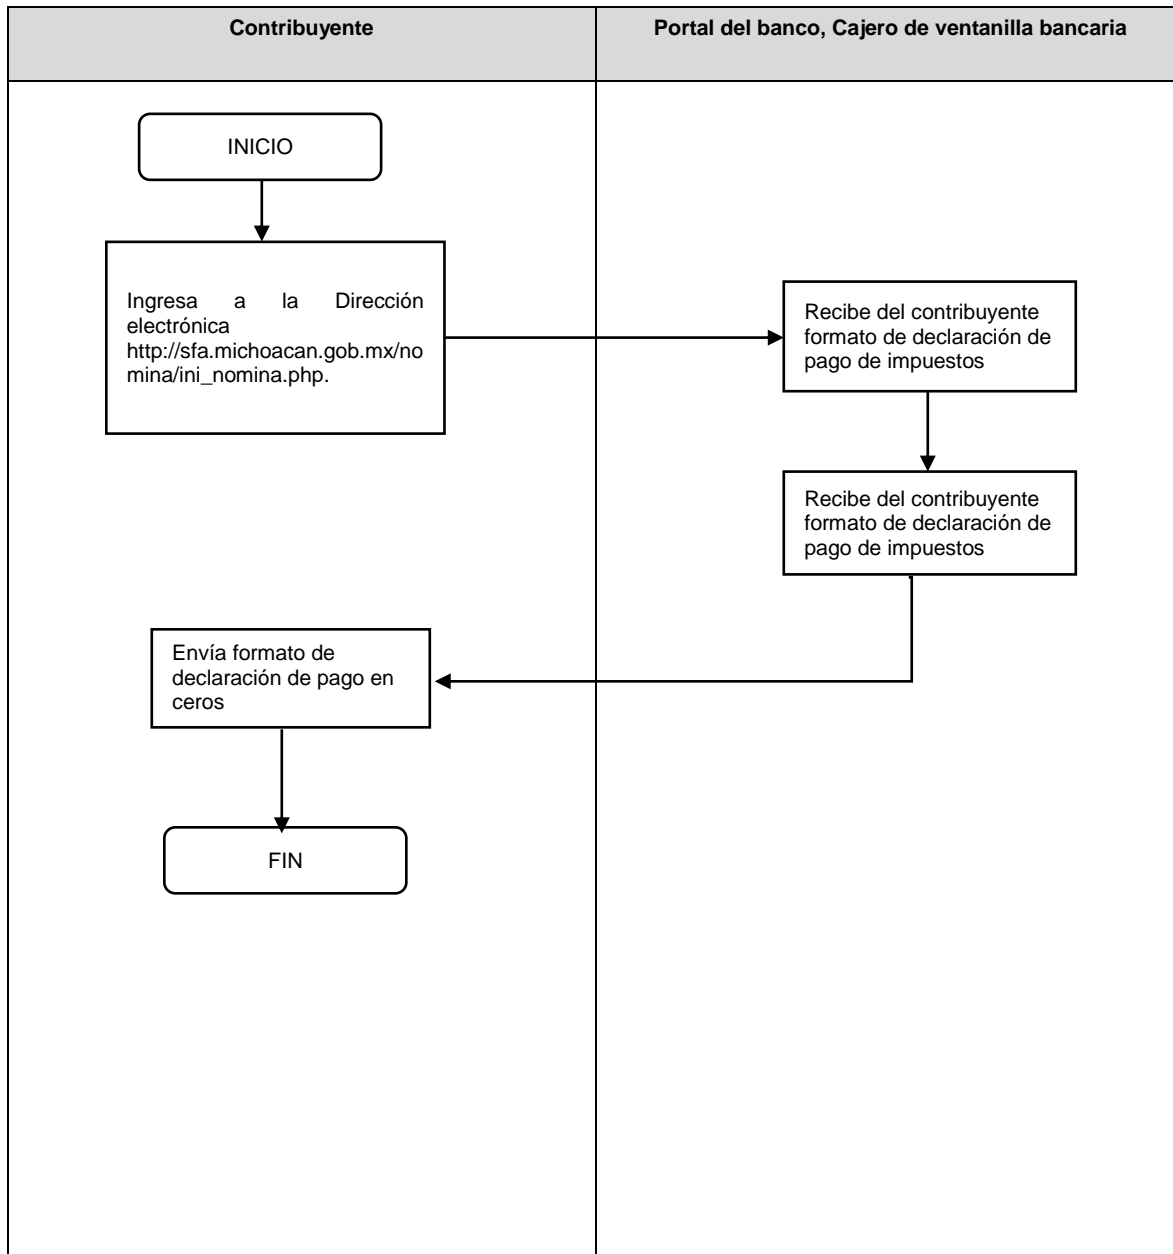 Contribuyente
Portal del banco, Cajero de ventanilla bancaria
INICIO
Ingresa a la Dirección
electrónica
http://sfa.michoacan.gob.mx/no
mina/ini_nomina.php.
Recibe del contribuyente
formato de declaración de
pago de impuestos
Recibe del contribuyente
formato de declaración de
pago de impuestos
Envía formato de
declaración de pago en
ceros
FIN